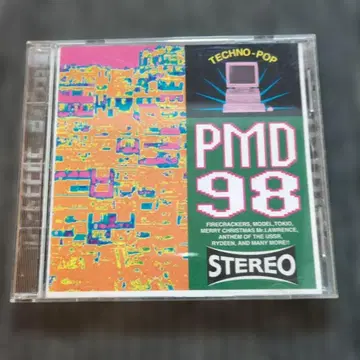 TECHNO-POP
PMD
98
FIRECRACKERS, MODEL, TOKIO,
MERRY CHRISTMAS Mr. LAWRENCE,
ANTHEM OF THE USSR,
RYDEEN, AND MANY MORE!!
STEREO